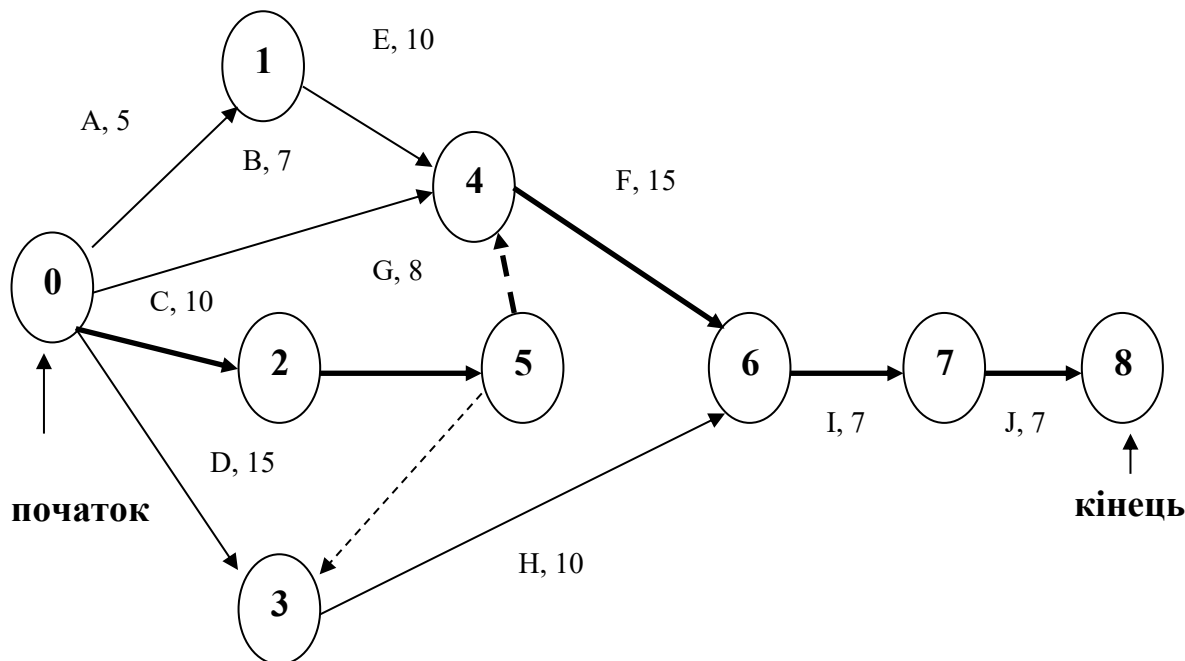 1
E, 10
A, 5
B, 7
4
F, 15
0
G, 8
C, 10
2
5
6
7
8
I, 7
J, 7
D, 15
початок
кінець
H, 10
3